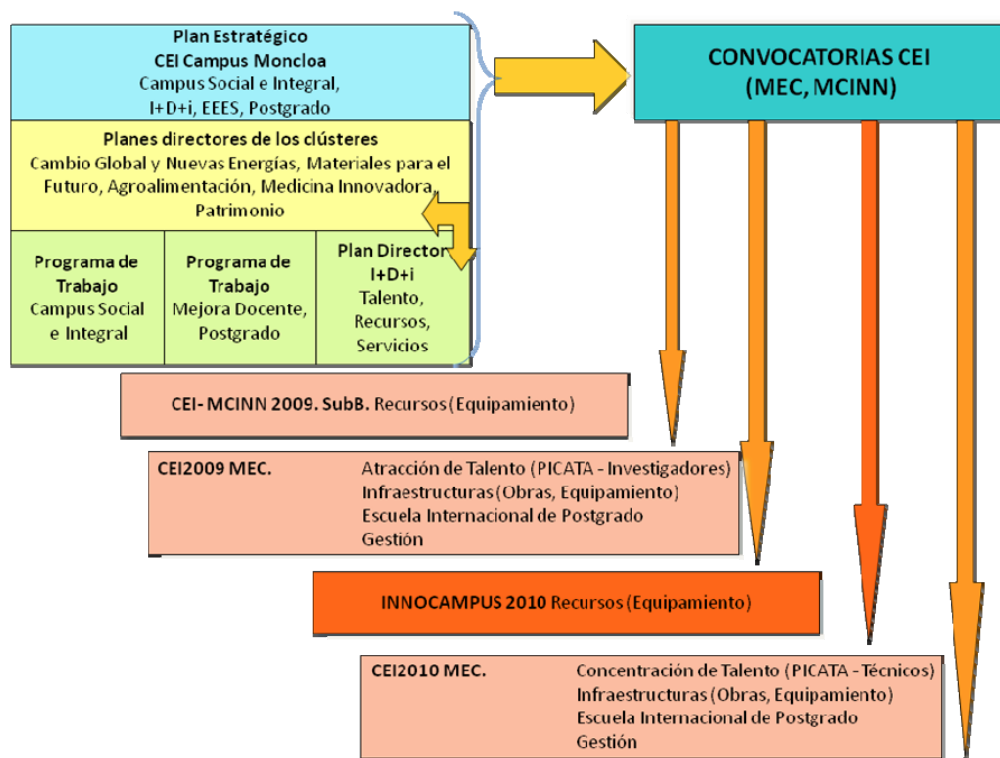 Plan Estratégico
CEI Campus Moncloa
Campus Social e Integral,
I+D+i, EEES, Postgrado
Planes directores de los clústeres
Cambio Global y Nuevas Energías, Materiales para el
Futuro, Agroalimentación, Medicina Innovadora,
Patrimonio
Programa de
Trabajo
Campus Social
e Integral
Programa de
Trabajo
Mejora Docente,
Postgrado
Plan Director
I+D+i
Talento,
Recursos,
Servicios
CONVOCATORIAS CEI
(MEC, MCINN)
CEI- MCINN 2009. SubB. Recursos (Equipamiento)
CEI2009 MEC. Atracción de Talento (PICATA - Investigadores)
Infraestructuras (Obras, Equipamiento)
Escuela Internacional de Postgrado
Gestión
INNOCAMPUS 2010 Recursos (Equipamiento)
CEI2010 MEC. Concentración de Talento (PICATA - Técnicos)
Infraestructuras (Obras, Equipamiento)
Escuela Internacional de Postgrado
Gestión